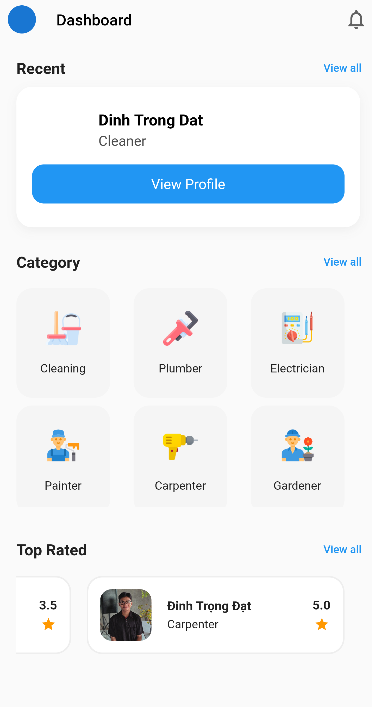 Dashboard
Recent
View all
Dinh Trong Dat
Cleaner
View Profile
Category
View all
Cleaning
Plumber
Electrician
Painter
Carpenter
Gardener
Top Rated
View all
3.5
Đinh Trọng Đạt
5.0
Carpenter